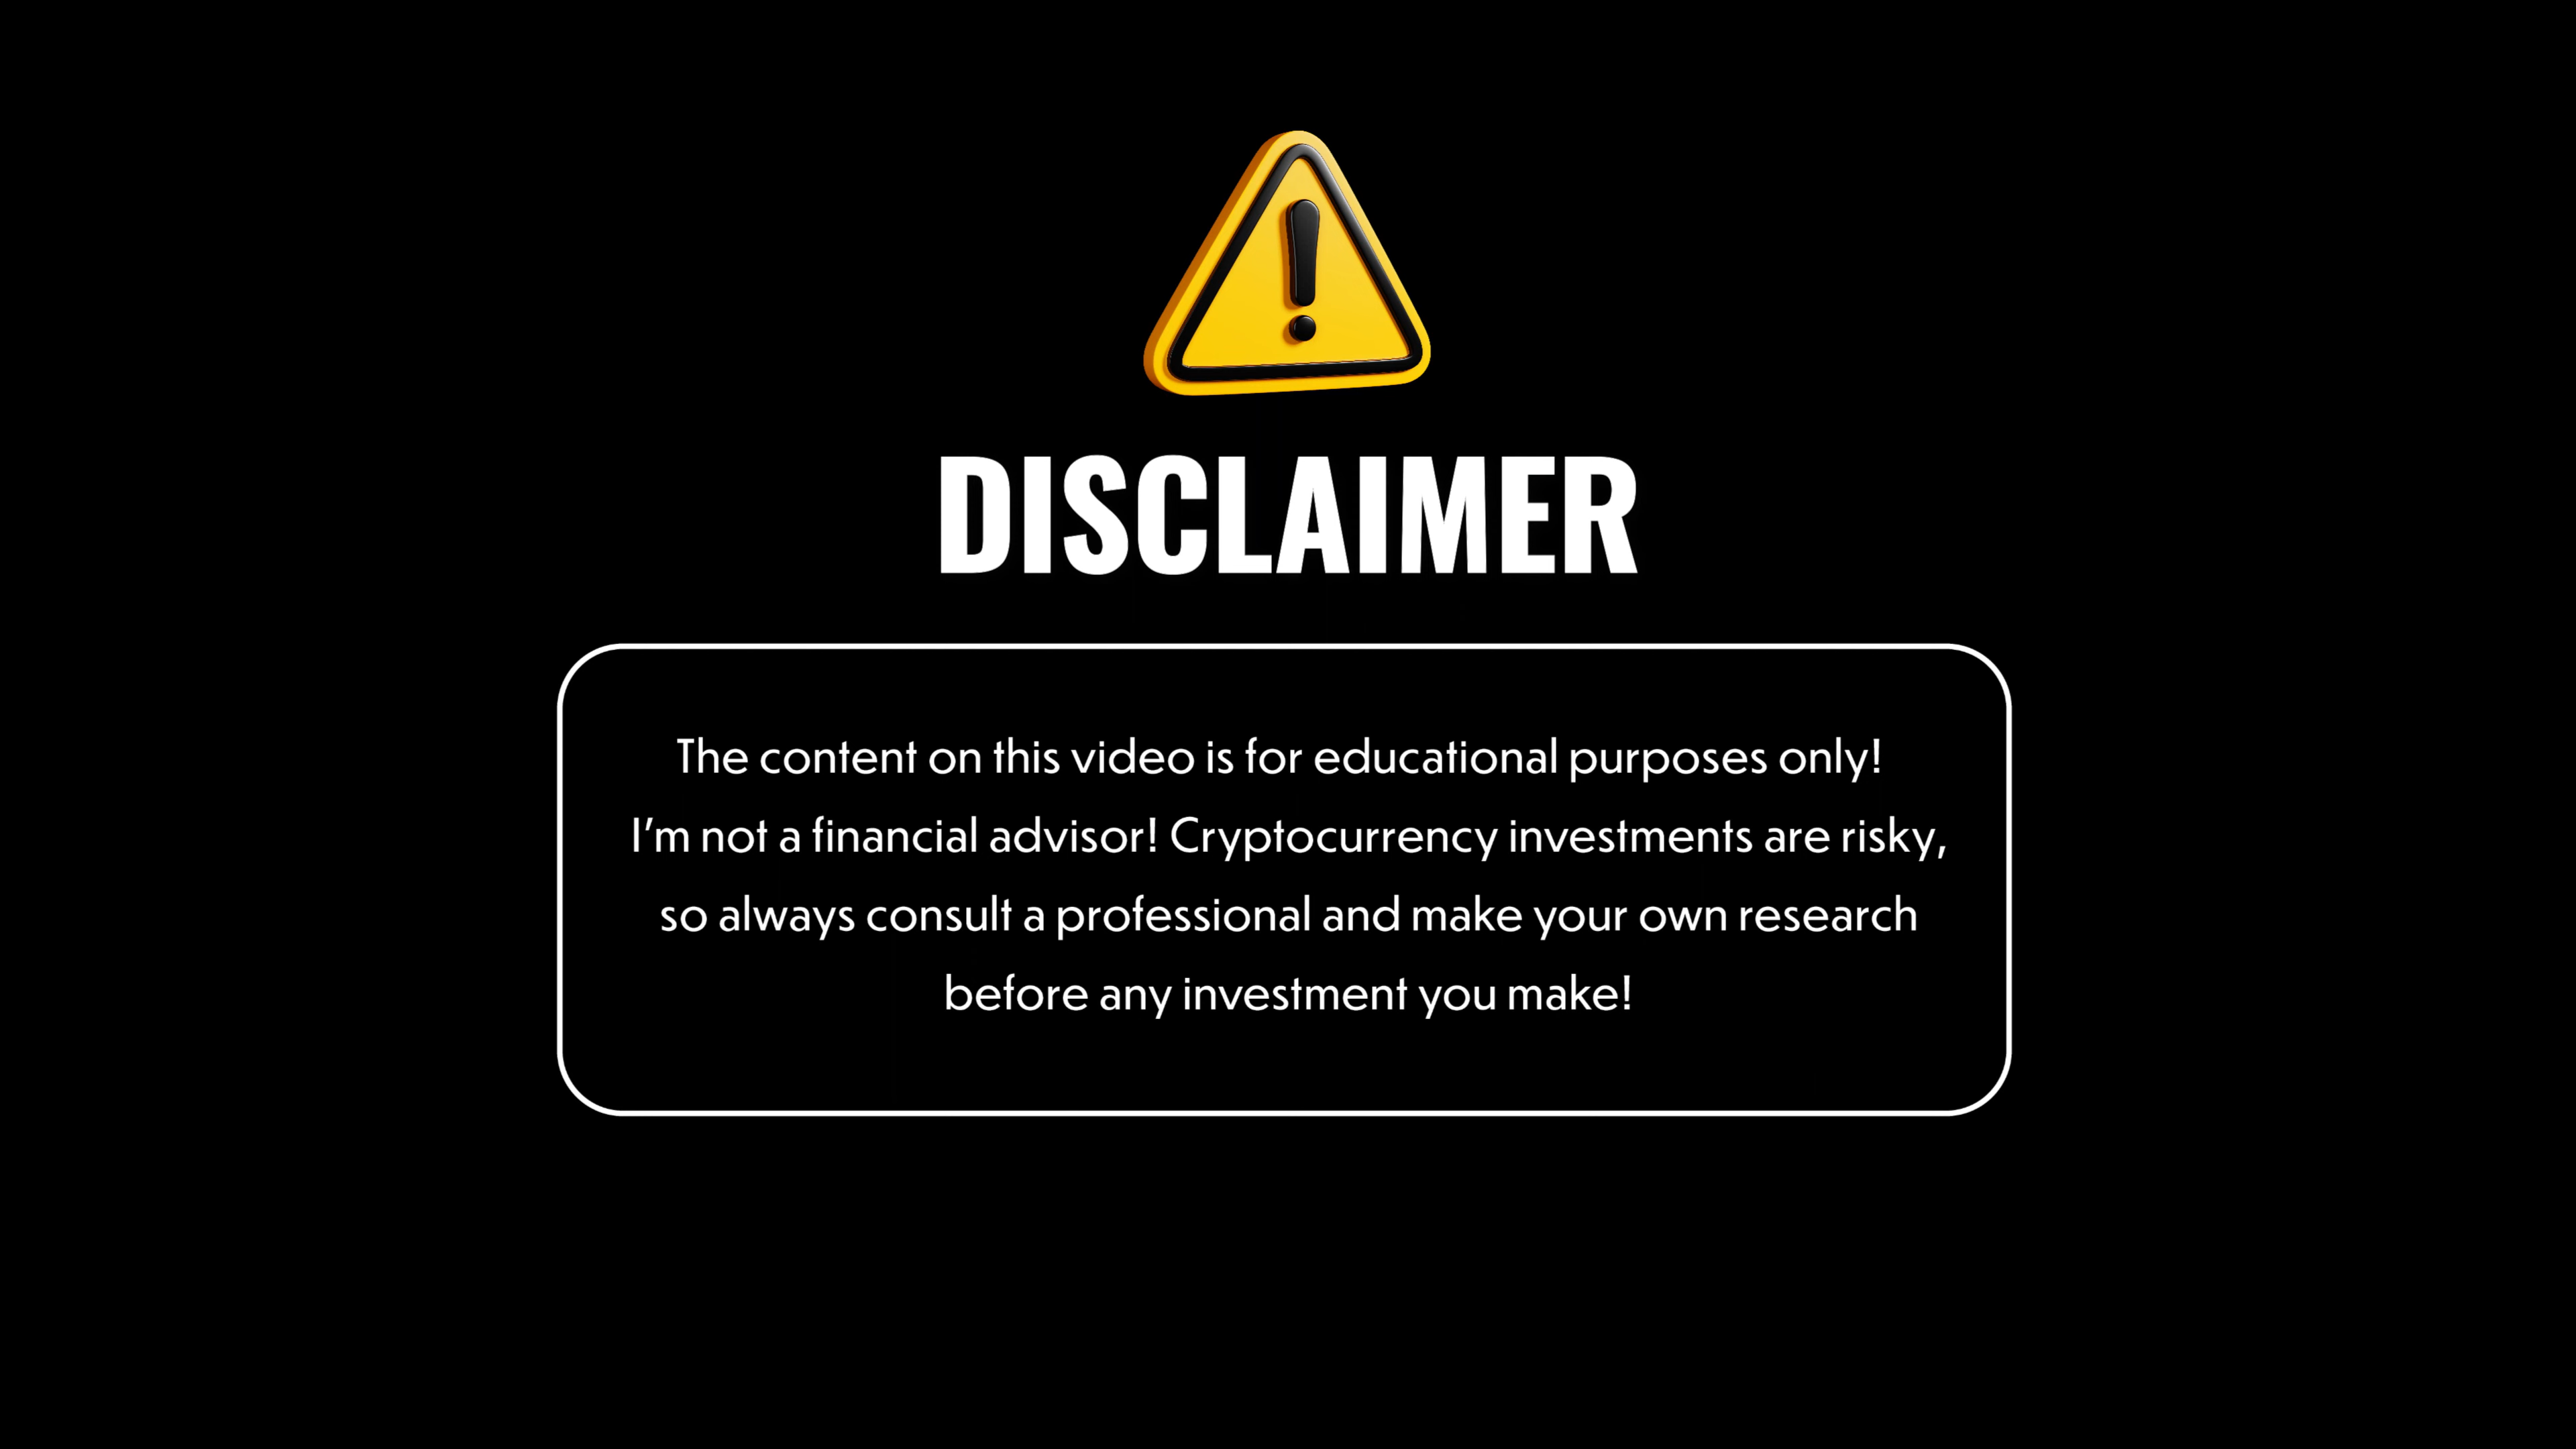 DISCLAIMER
The content on this video is for educational purposes only!
I'm not a financial advisor! Cryptocurrency investments are risky,
so always consult a professional and make your own research
before any investment you make!